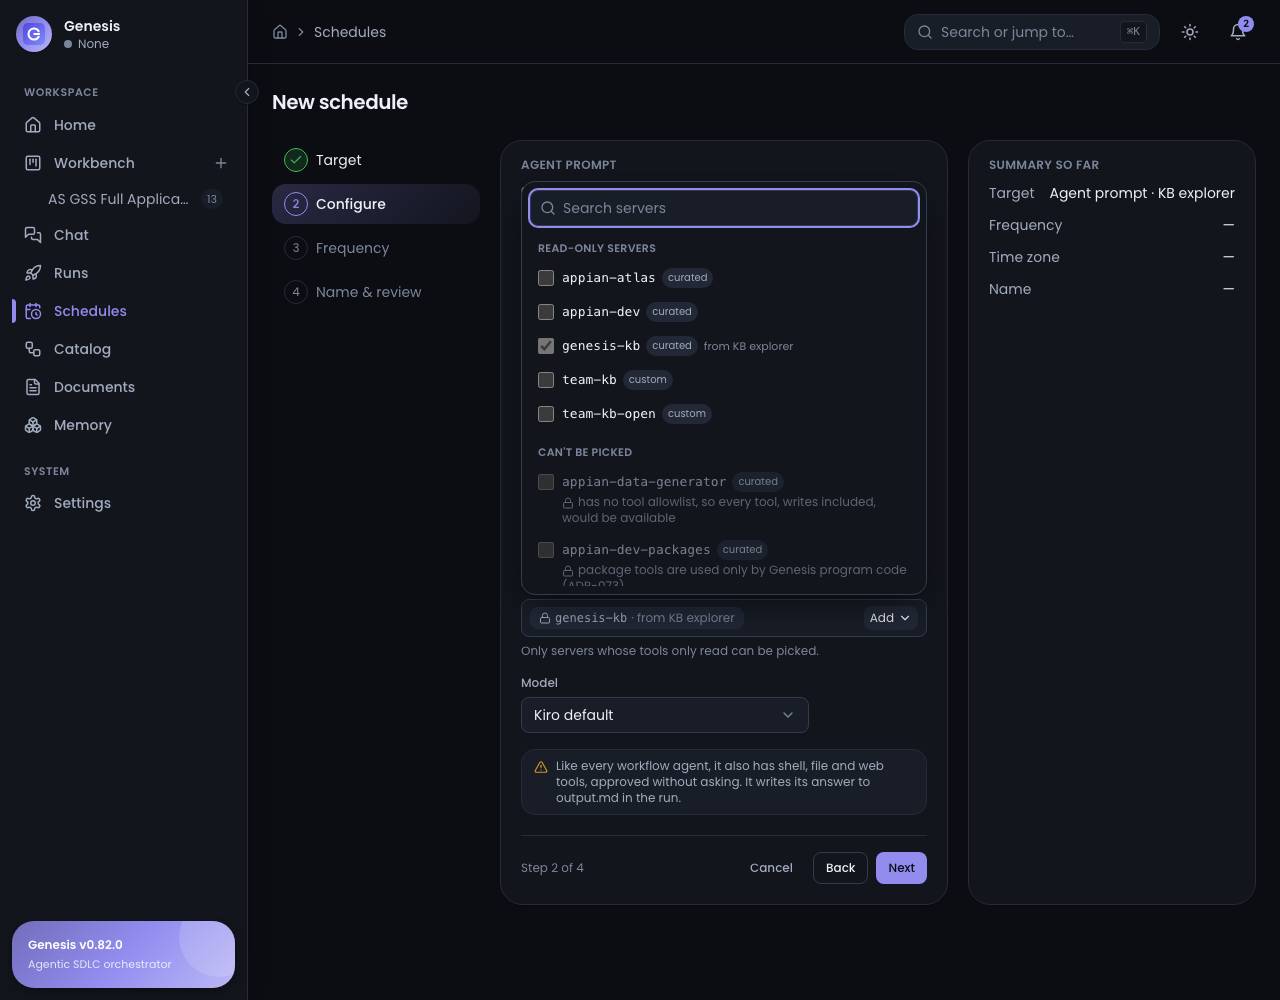 Genesis
None
WORKSPACE
Home
Workbench
AS GSS Full Applica...
13
Chat
Runs
Schedules
Catalog
Documents
Memory
SYSTEM
Settings
Genesis v0.82.0
Agentic SDLC orchestrator
Schedules
Search or jump to...
⌘K
2
New schedule
Target
2 Configure
3 Frequency
4 Name & review
AGENT PROMPT
Search servers
READ-ONLY SERVERS
appian-atlas curated
appian-dev curated
genesis-kb curated from KB explorer
team-kb custom
team-kb-open custom
CAN'T BE PICKED
appian-data-generator curated
has no tool allowlist, so every tool, writes included,
would be available
appian-dev-packages curated
package tools are used only by Genesis program code
(ADR-073)
genesis-kb · from KB explorer
Add
Only servers whose tools only read can be picked.
Model
Kiro default
Like every workflow agent, it also has shell, file and web
tools, approved without asking. It writes its answer to
output.md in the run.
Step 2 of 4
Cancel
Back
Next
SUMMARY SO FAR
Target Agent prompt · KB explorer
Frequency —
Time zone —
Name —